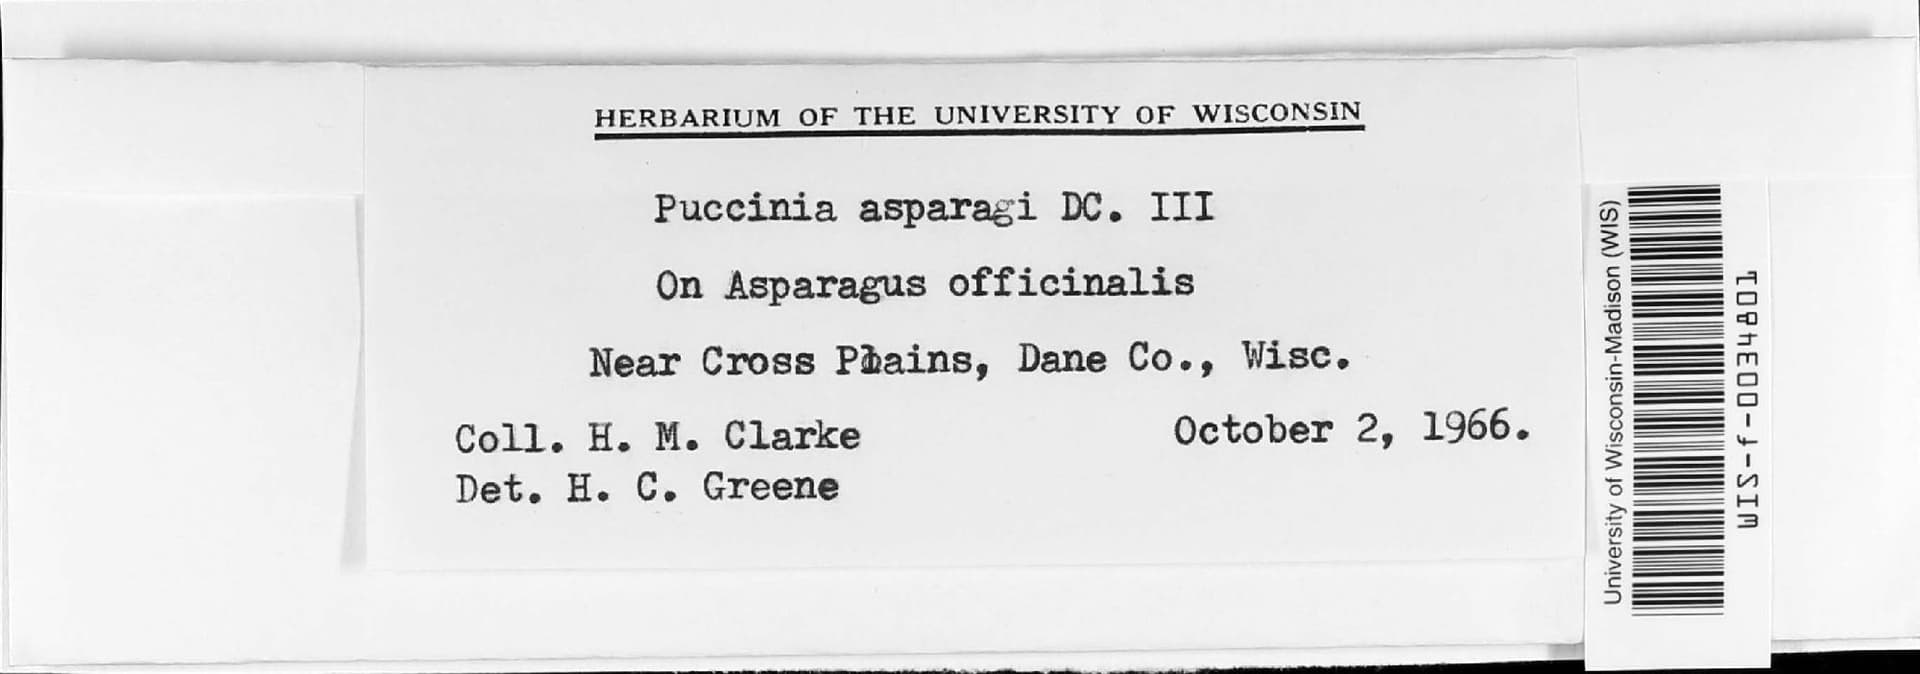 HERBARIUM OF THE UNIVERSITY OF WISCONSIN
Puccinia asparagi DC. III
On Asparagus officinalis
Near Cross Plains, Dane Co., Wisc.
Coll. H. M. Clarke
October 2, 1966.
Det. H. C. Greene
University of Wisconsin-Madison (WIS)
WIS-f-0034801